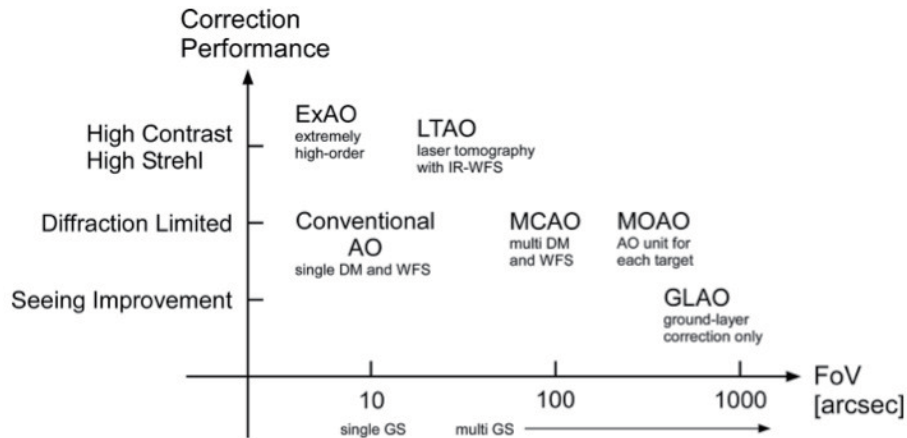 Correction
Performance
High Contrast
High Strehl
ExAO
extremely
high-order
LTAO
laser tomography
with IR-WFS
Diffraction Limited
Conventional
AO
single DM and WFS
MCAO
multi DM
and WFS
MOAO
AO unit for
each target
Seeing Improvement
GLAO
ground-layer
correction only
10
100
1000
FoV
[arcsec]
single GS
multi GS